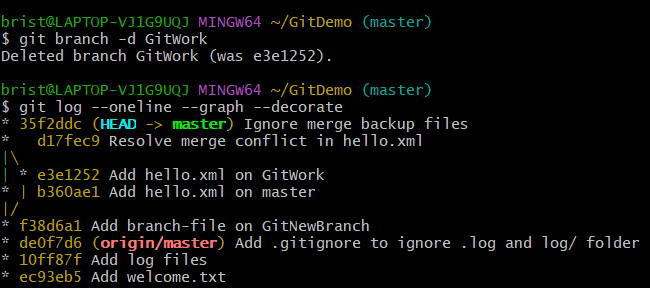 brist@LAPTOP-VJ1G9UQJ MINGW64 ~/GitDemo (master)
$ git branch -d GitWork
Deleted branch GitWork (was e3e1252).
brist@LAPTOP-VJ1G9UQJ MINGW64 ~/GitDemo (master)
$ git log --oneline --graph --decorate
* 35f2ddc (HEAD -> master) Ignore merge backup files
*   d17fec9 Resolve merge conflict in hello.xml
|\
| * e3e1252 Add hello.xml on GitWork
* | b360ae1 Add hello.xml on master
|/
* f38d6a1 Add branch-file on GitNewBranch
* de0f7d6 (origin/master) Add .gitignore to ignore .log and log/ folder
* 10ff87f Add log files
* ec93eb5 Add welcome.txt